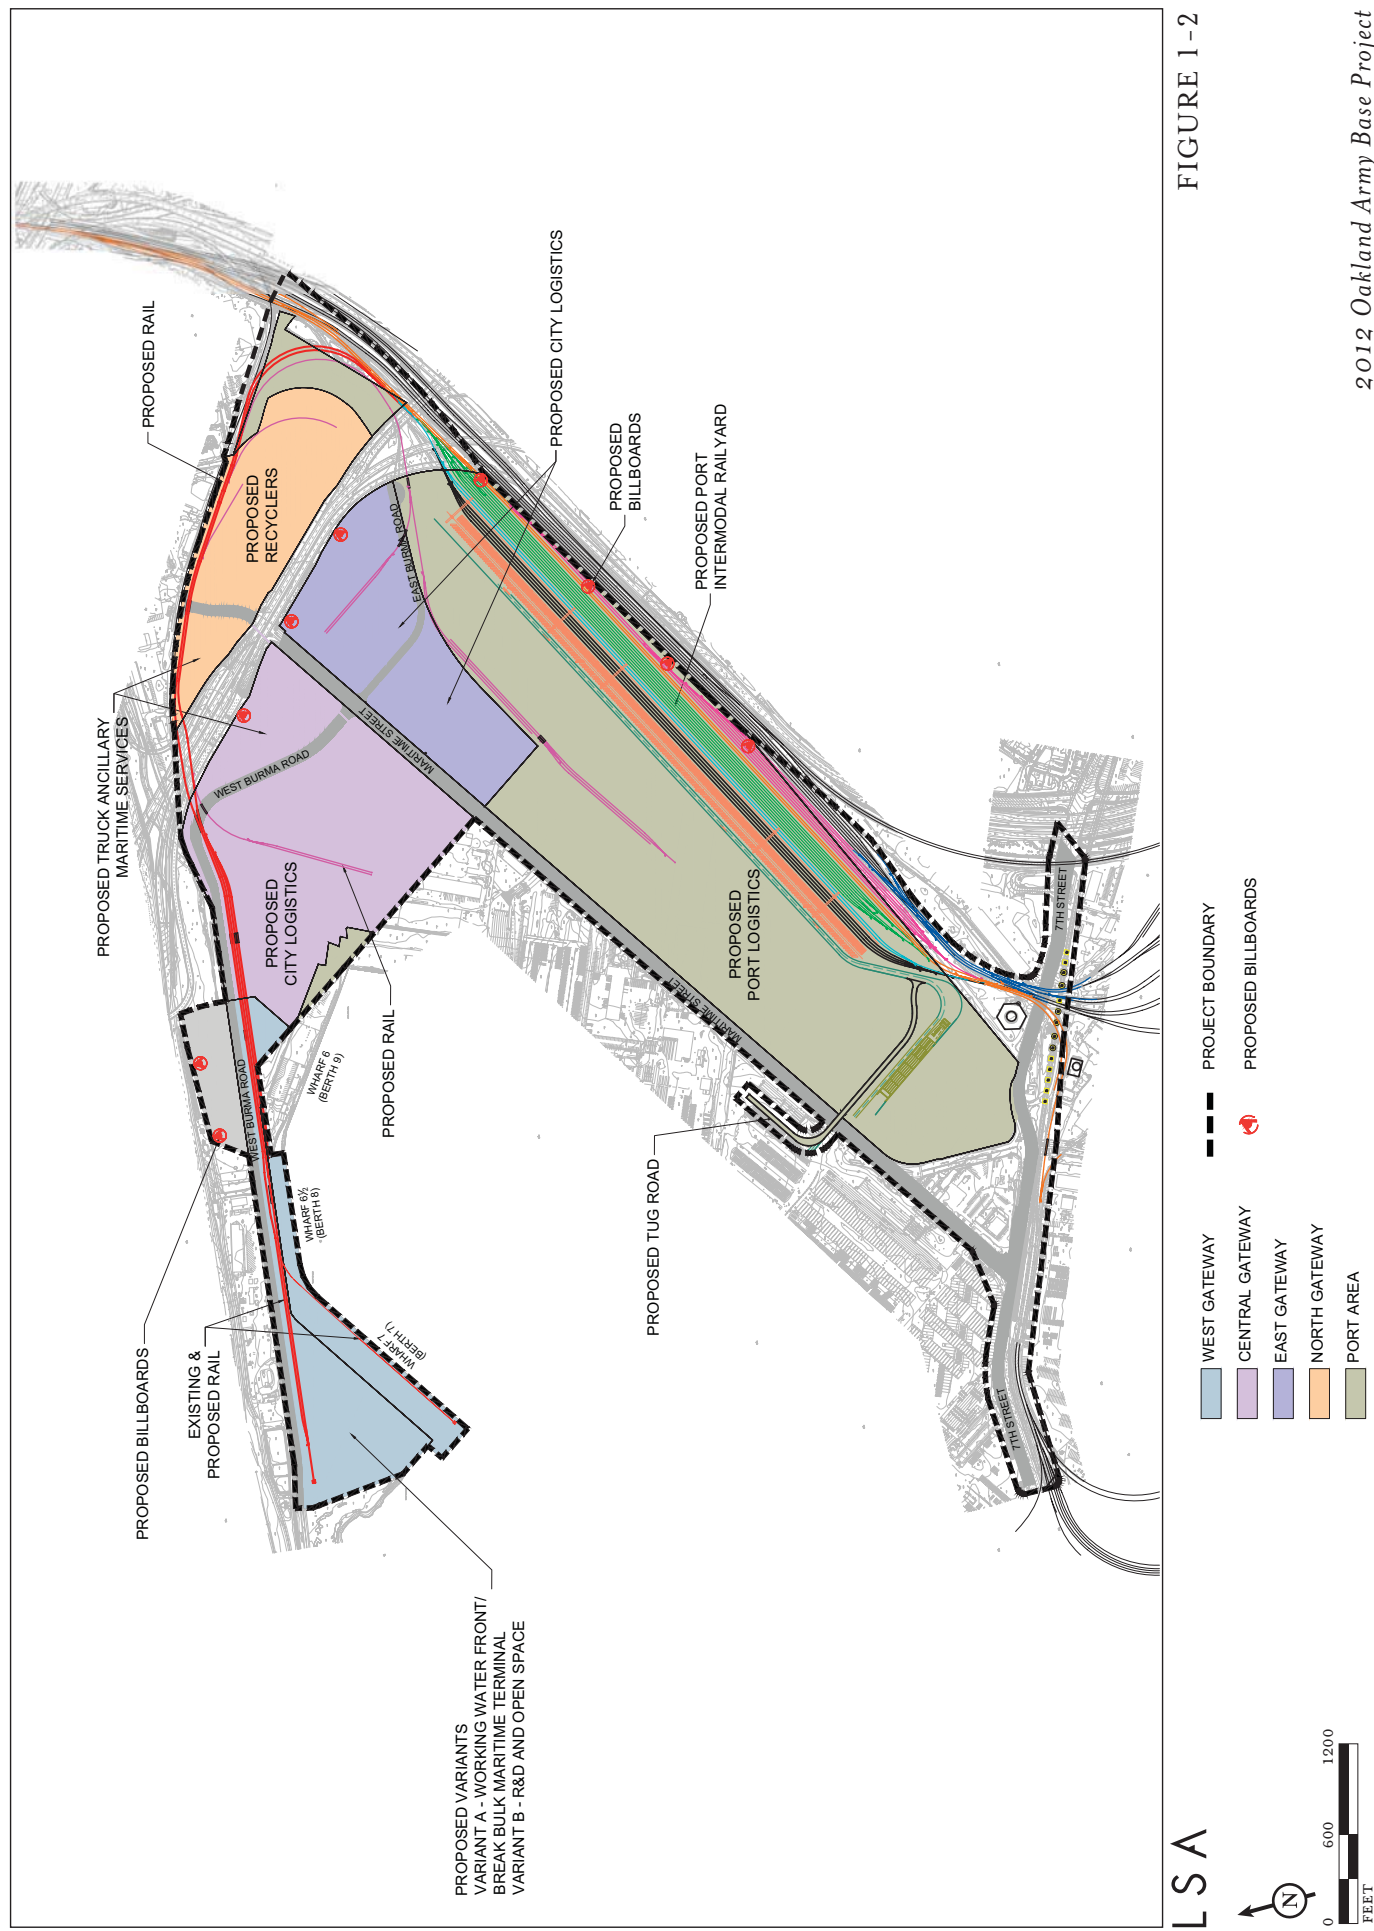 PROPOSED RAIL
PROPOSED TRUCK ANCILLARY
MARITIME SERVICES
PROPOSED
RECYCLERS
PROPOSED CITY LOGISTICS
PROPOSED
BILLBOARDS
PROPOSED PORT
INTERMODAL RAILYARD
EAST BURMA ROAD
WEST BURMA ROAD
MARITIME STREET
PROPOSED
CITY LOGISTICS
PROPOSED RAIL
PROPOSED
PORT LOGISTICS
MARITIME STREET
WEST BURMA ROAD
WHARF 6
(BERTH 9)
WHARF 6½
(BERTH 8)
WHARF 7
(BERTH 7)
PROPOSED BILLBOARDS
EXISTING &
PROPOSED RAIL
PROPOSED TUG ROAD
7TH STREET
7TH STREET
PROPOSED VARIANTS
VARIANT A - WORKING WATER FRONT/
BREAK BULK MARITIME TERMINAL
VARIANT B - R&D AND OPEN SPACE
LSA
N
0
600
1200
FEET
WEST GATEWAY
CENTRAL GATEWAY
EAST GATEWAY
NORTH GATEWAY
PORT AREA
PROJECT BOUNDARY
PROPOSED BILLBOARDS
FIGURE 1-2
2012 Oakland Army Base Project